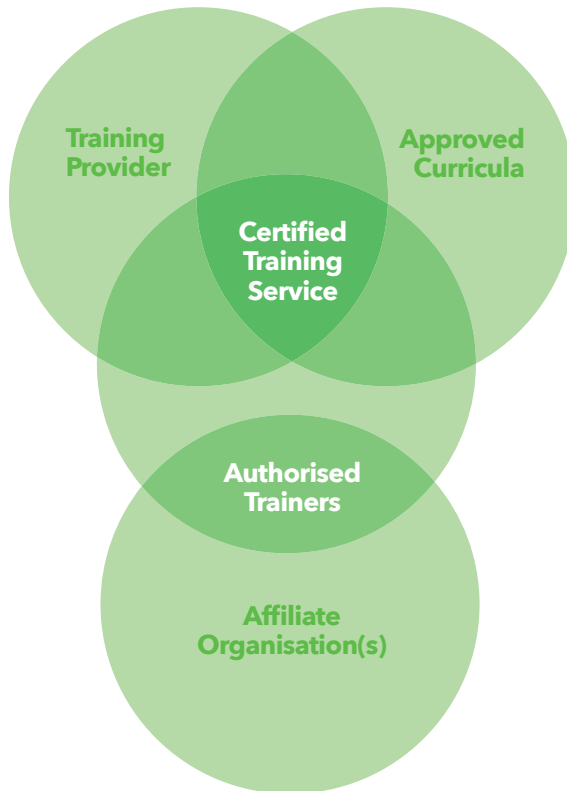 Training
Provider
Approved
Curricula
Certified
Training
Service
Authorised
Trainers
Affiliate
Organisation(s)